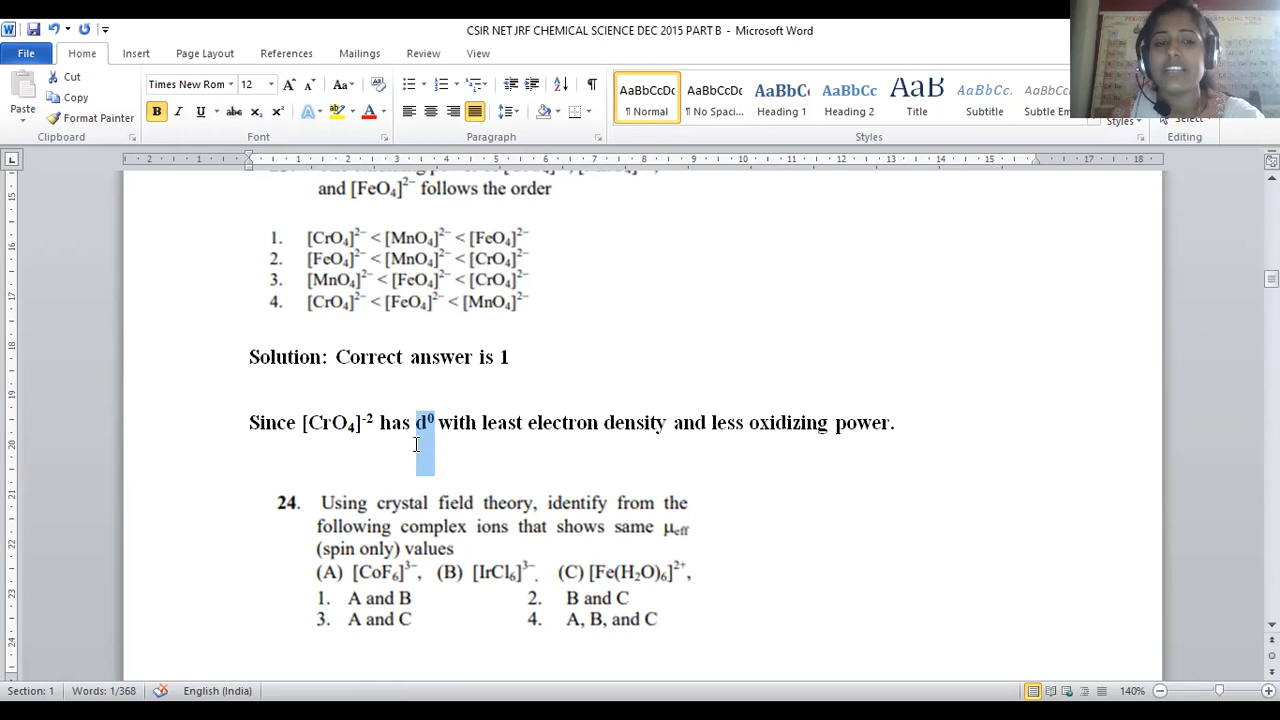 CSIR NET JRF CHEMICAL SCIENCE DEC 2015 PART B - Microsoft Word
File Home Insert Page Layout References Mailings Review View
Paste Cut Copy Format Painter
Times New Rom 12
AaBbCcDc AaBbCcDc AaBbCc AaBbCc AaB AaBbCc. AaBbCcDc
¶ Normal ¶ No Spaci... Heading 1 Heading 2 Title Subtitle Subtle Em
Clipboard Font Paragraph Styles Editing
and [FeO₄]²⁻ follows the order
1. [CrO₄]²⁻ < [MnO₄]²⁻ < [FeO₄]²⁻
2. [FeO₄]²⁻ < [MnO₄]²⁻ < [CrO₄]²⁻
3. [MnO₄]²⁻ < [FeO₄]²⁻ < [CrO₄]²⁻
4. [CrO₄]²⁻ < [FeO₄]²⁻ < [MnO₄]²⁻
Solution: Correct answer is 1
Since [CrO₄]⁻² has d⁰ with least electron density and less oxidizing power.
24. Using crystal field theory, identify from the
following complex ions that shows same μeff
(spin only) values
(A) [CoF₆]³⁻, (B) [IrCl₆]³⁻, (C) [Fe(H₂O)₆]²⁺,
1. A and B 2. B and C
3. A and C 4. A, B, and C
Section: 1 Words: 1/368 English (India) 140%